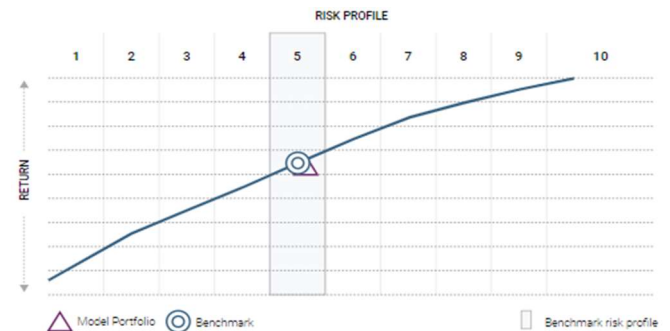 RISK PROFILE
1 2 3 4 5 6 7 8 9 10
RETURN
Model Portfolio Benchmark Benchmark risk profile